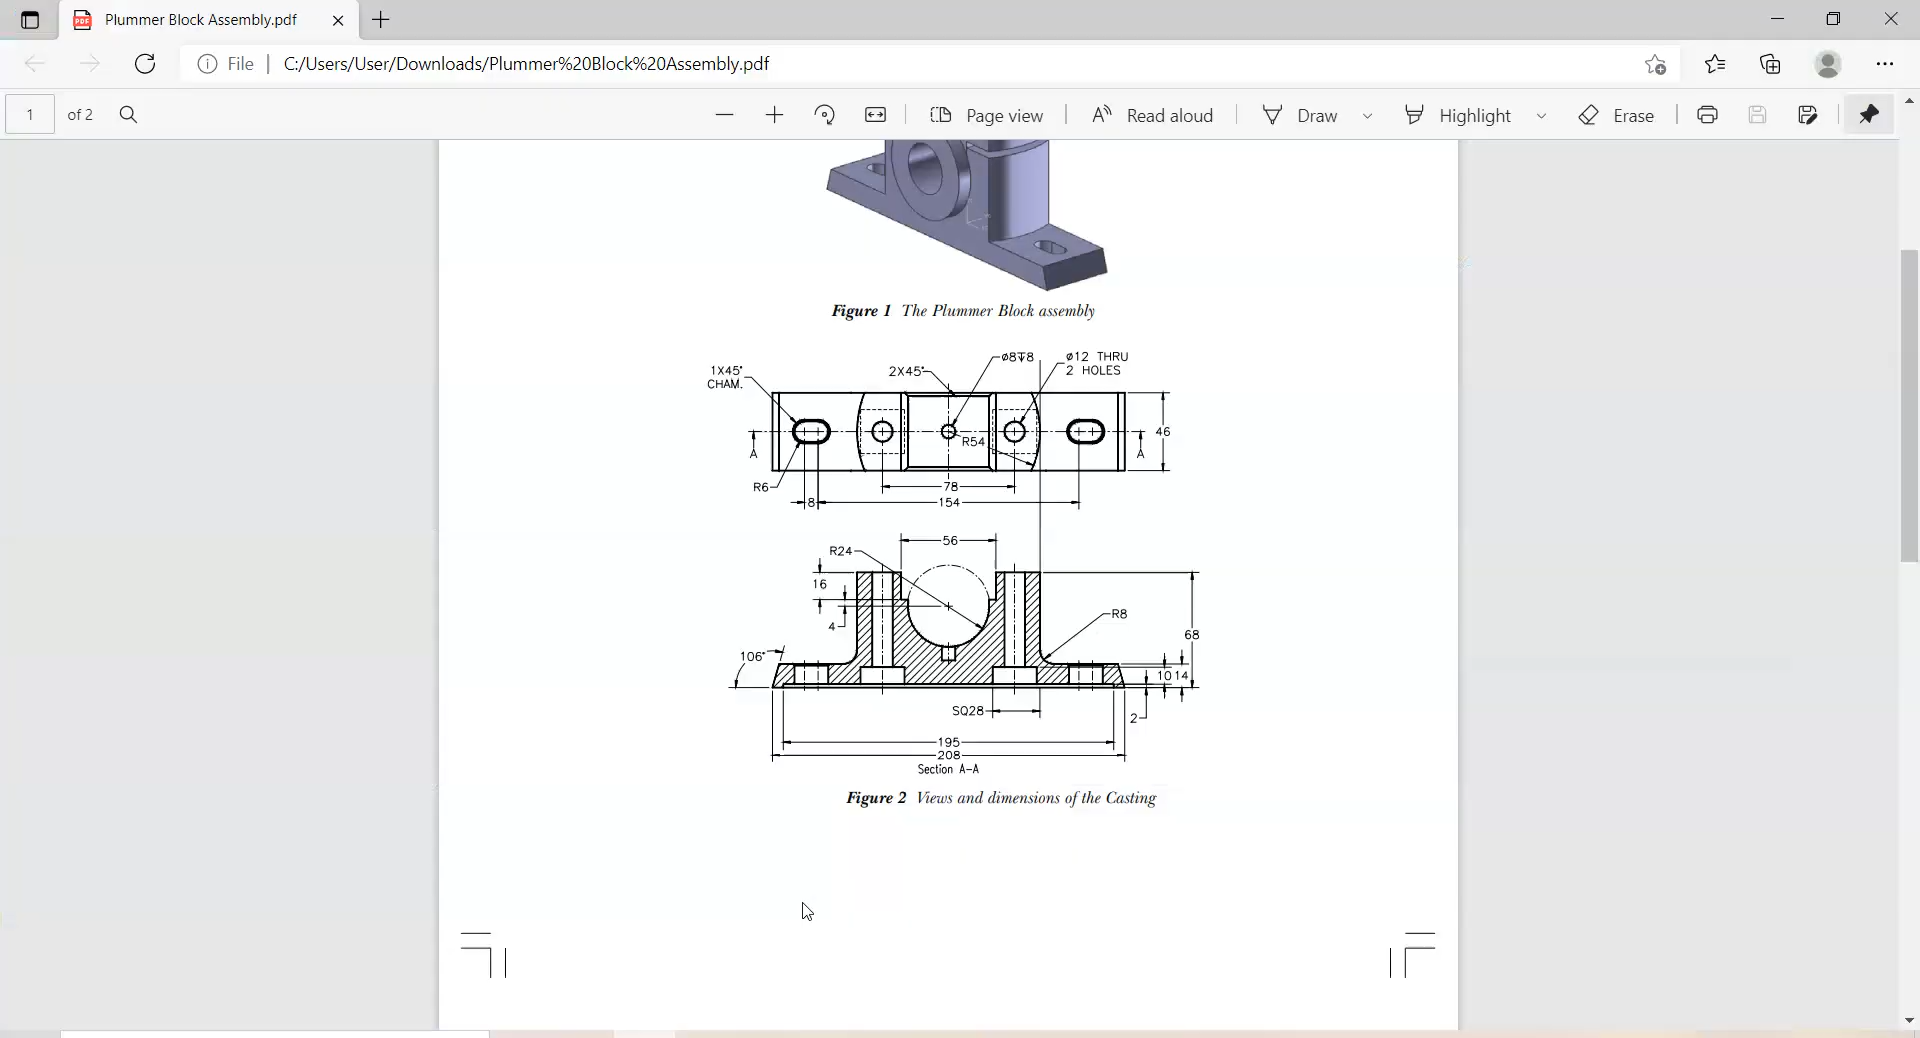 Plummer Block Assembly.pdf
File | C:/Users/User/Downloads/Plummer%20Block%20Assembly.pdf
1 of 2 Page view Read aloud Draw Highlight Erase
Figure 1 The Plummer Block assembly
1X45°
CHAM.
2X45°
⌀8↧8
⌀12 THRU
2 HOLES
46
R54
A
A
R6
78
8
154
56
R24
16
4
R8
68
106°
10
14
SQ28
2
195
208
Section A-A
Figure 2 Views and dimensions of the Casting